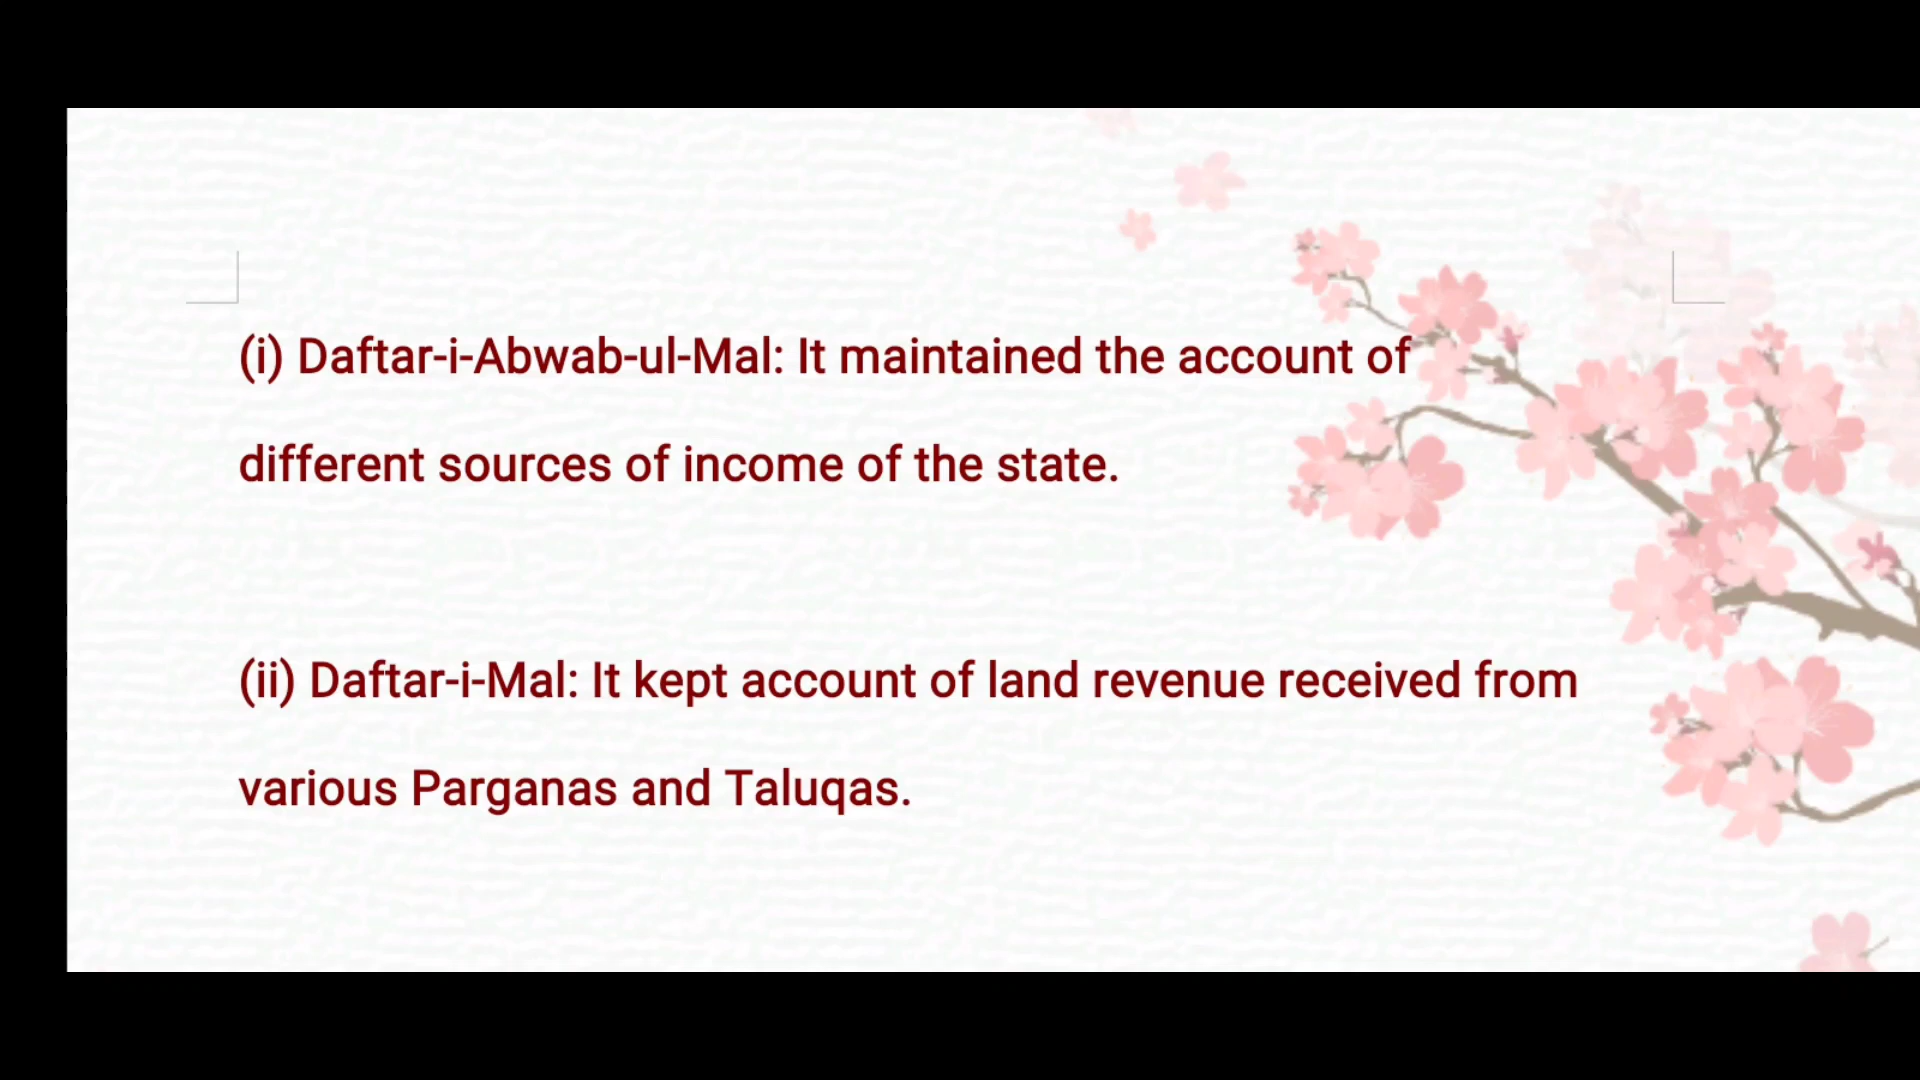 (i) Daftar-i-Abwab-ul-Mal: It maintained the account of
different sources of income of the state.
(ii) Daftar-i-Mal: It kept account of land revenue received from
various Parganas and Taluqas.